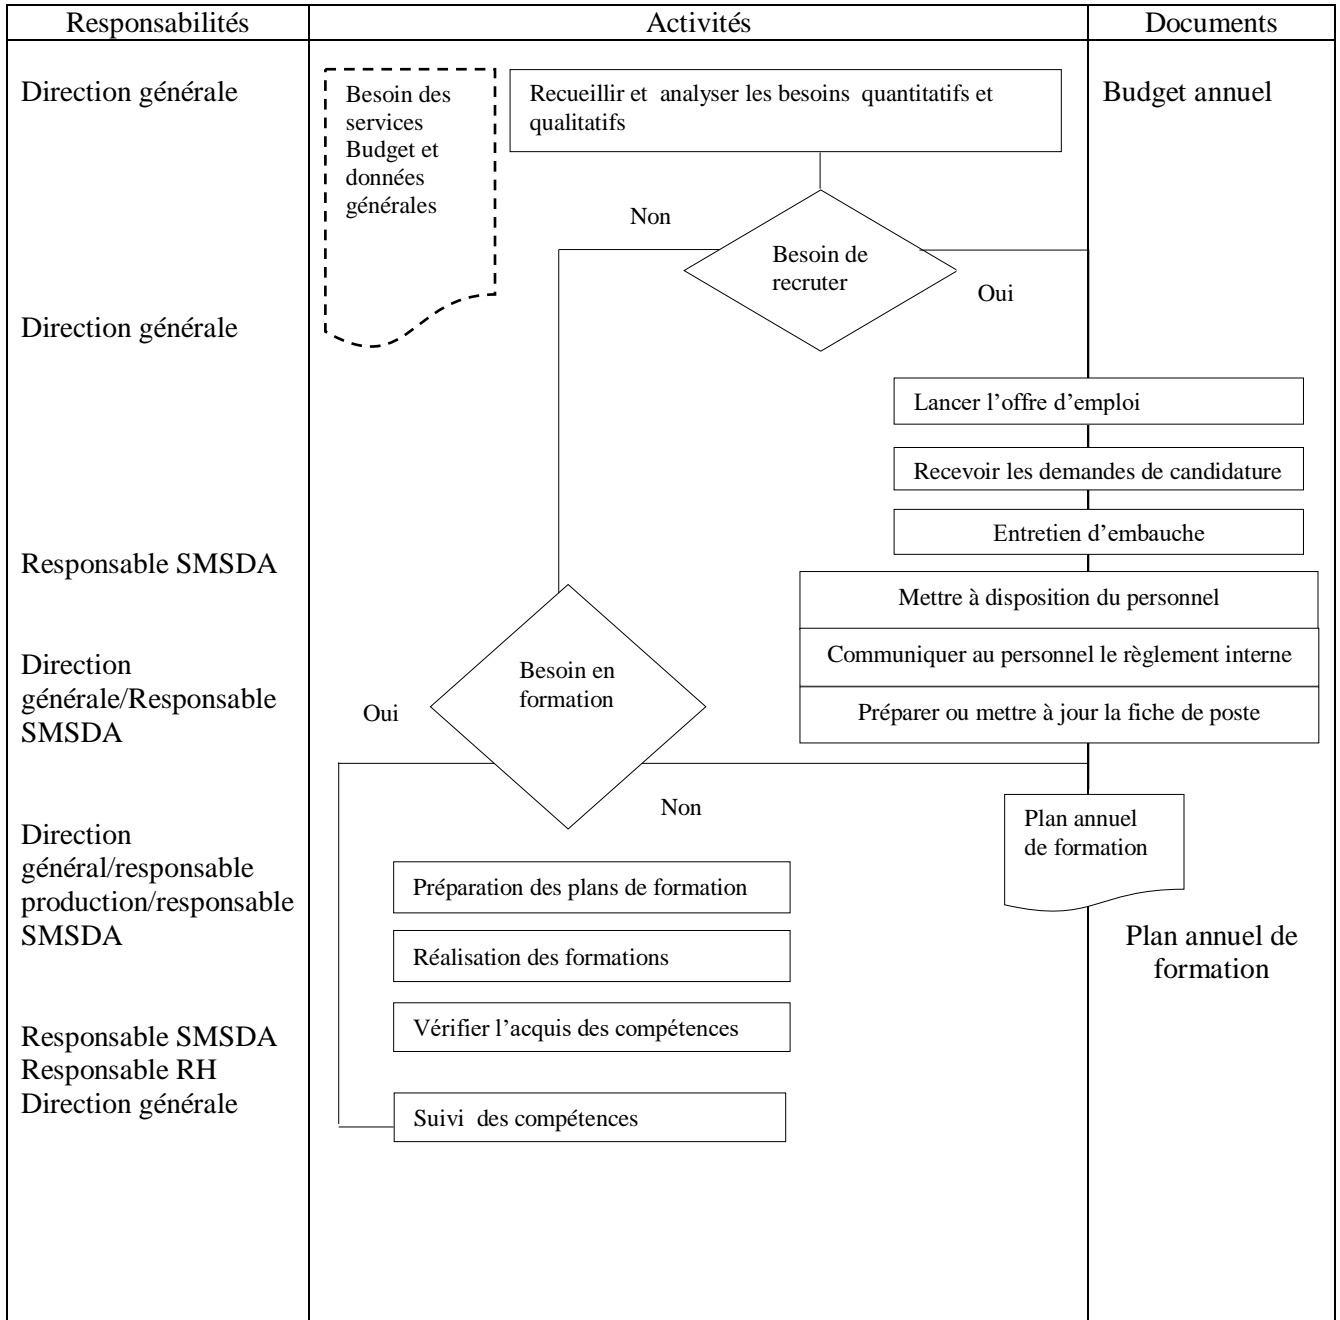 Responsabilités
Activités
Documents
Direction générale
Besoin des
services
Budget et
données
générales
Recueillir et analyser les besoins quantitatifs et
qualitatifs
Budget annuel
Non
Besoin de
recruter
Oui
Direction générale
Lancer l’offre d’emploi
Recevoir les demandes de candidature
Entretien d’embauche
Responsable SMSDA
Mettre à disposition du personnel
Communiquer au personnel le règlement interne
Préparer ou mettre à jour la fiche de poste
Direction
générale/Responsable
SMSDA
Besoin en
formation
Oui
Non
Plan annuel
de formation
Direction
général/responsable
production/responsable
SMSDA
Préparation des plans de formation
Réalisation des formations
Plan annuel de
formation
Vérifier l’acquis des compétences
Responsable SMSDA
Responsable RH
Direction générale
Suivi des compétences